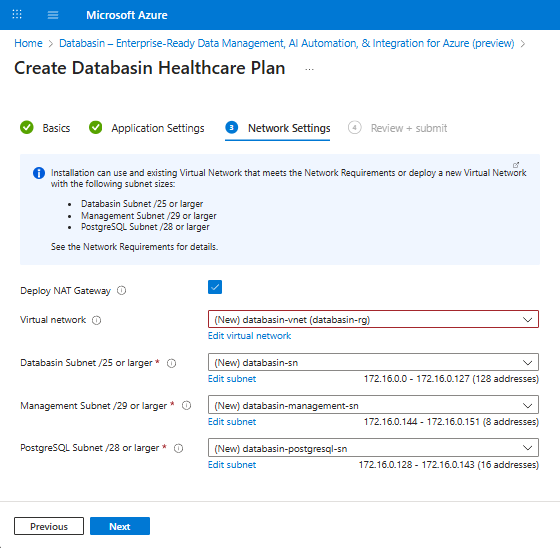 Microsoft Azure
Home > Databasin – Enterprise-Ready Data Management, AI Automation, & Integration for Azure (preview) >
Create Databasin Healthcare Plan ...
Basics
Application Settings
3 Network Settings
4 Review + submit
Installation can use and existing Virtual Network that meets the Network Requirements or deploy a new Virtual Network
with the following subnet sizes:
• Databasin Subnet /25 or larger
• Management Subnet /29 or larger
• PostgreSQL Subnet /28 or larger
See the Network Requirements for details.
Deploy NAT Gateway
Virtual network
(New) databasin-vnet (databasin-rg)
Edit virtual network
Databasin Subnet /25 or larger *
(New) databasin-sn
Edit subnet
172.16.0.0 - 172.16.0.127 (128 addresses)
Management Subnet /29 or larger *
(New) databasin-management-sn
Edit subnet
172.16.0.144 - 172.16.0.151 (8 addresses)
PostgreSQL Subnet /28 or larger *
(New) databasin-postgresql-sn
Edit subnet
172.16.0.128 - 172.16.0.143 (16 addresses)
Previous
Next